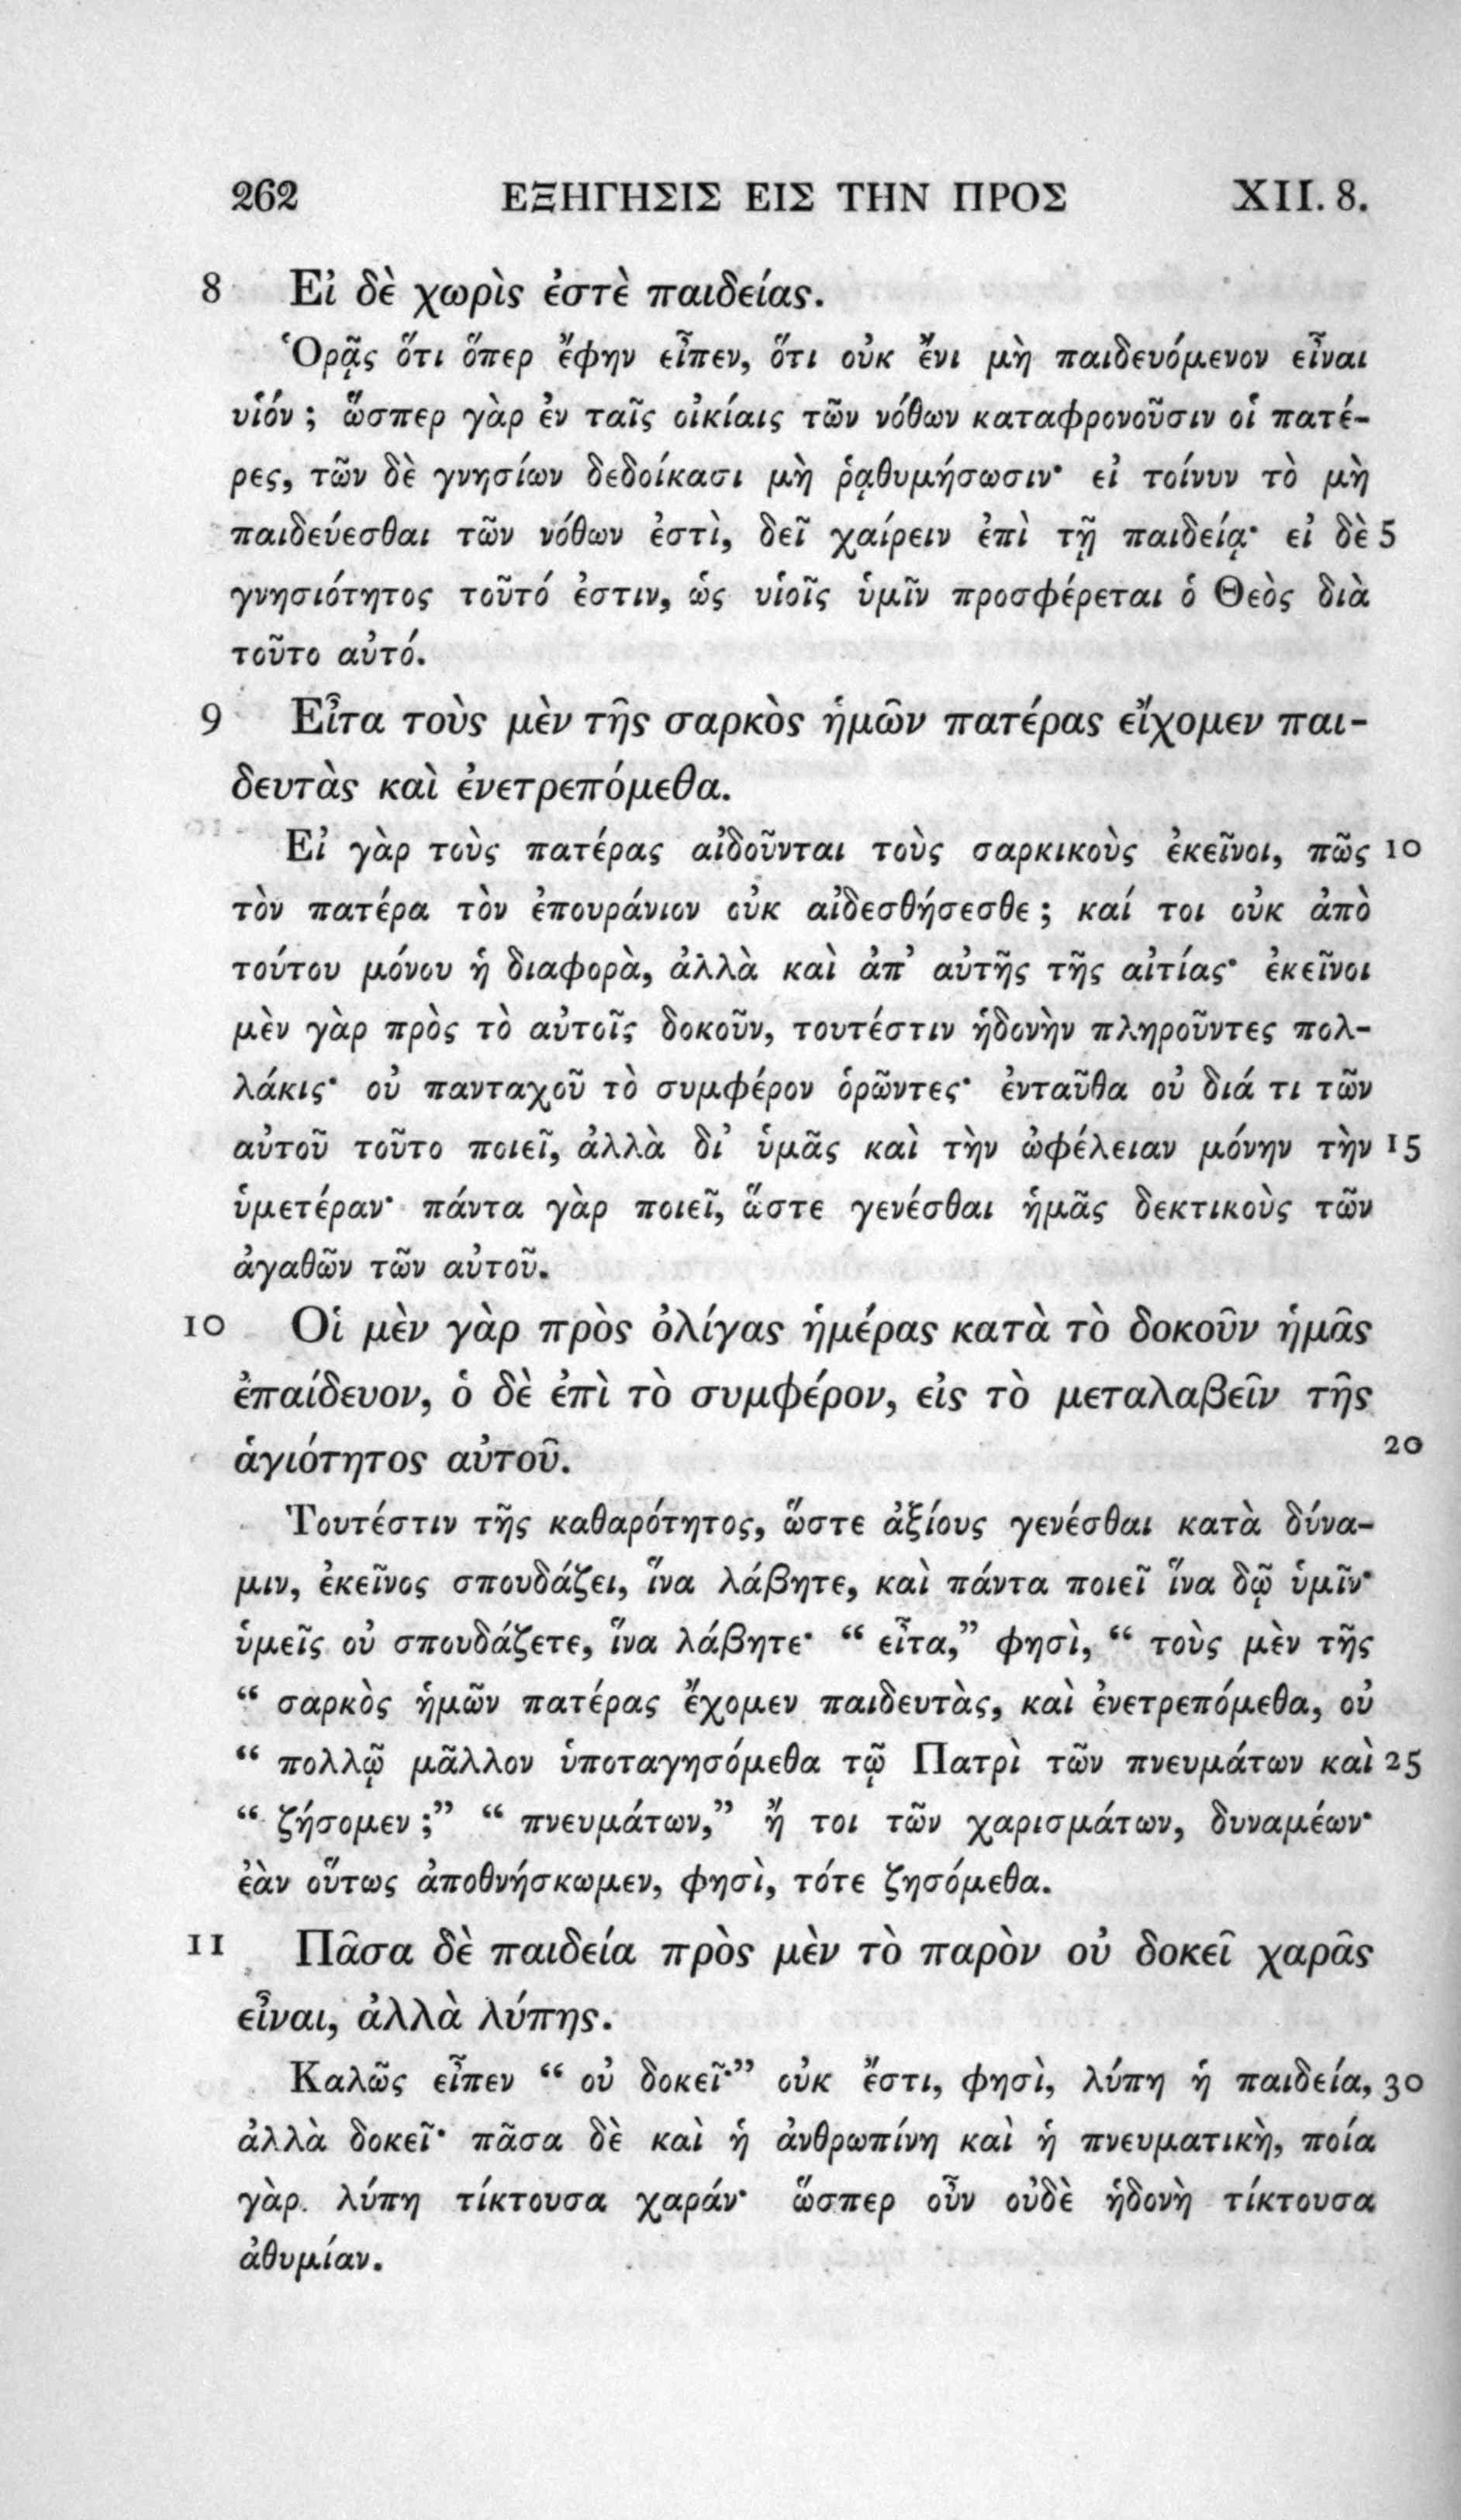 262 ΕΞΗΓΗΣΙΣ ΕΙΣ ΤΗΝ ΠΡΟΣ XII. 8.
8 Εἰ δὲ χωρὶς ἐστὲ παιδείας.
Ὁρᾷς ὅτι ὅπερ ἔφην εἶπεν, ὅτι οὐκ ἔνι μὴ παιδευόμενον εἶναι
υἱόν ; ὥσπερ γὰρ ἐν ταῖς οἰκίαις τῶν νόθων καταφρονοῦσιν οἱ πατέ-
ρες, τῶν δὲ γνησίων δεδοίκασι μὴ ῥᾳθυμήσωσιν· εἰ τοίνυν τὸ μὴ
παιδεύεσθαι τῶν νόθων ἐστὶ, δεῖ χαίρειν ἐπὶ τῇ παιδείᾳ· εἰ δὲ 5
γνησιότητος τοῦτό ἐστιν, ὡς υἱοῖς ὑμῖν προσφέρεται ὁ Θεὸς διὰ
τοῦτο αὐτό.
9 Εἶτα τοὺς μὲν τῆς σαρκὸς ἡμῶν πατέρας εἴχομεν παι-
δευτὰς καὶ ἐνετρεπόμεθα.
Εἰ γὰρ τοὺς πατέρας αἰδοῦνται τοὺς σαρκικοὺς ἐκεῖνοι, πῶς 10
τὸν πατέρα τὸν ἐπουράνιον οὐκ αἰδεσθήσεσθε ; καί τοι οὐκ ἀπὸ
τούτου μόνου ἡ διαφορὰ, ἀλλὰ καὶ ἀπ’ αὐτῆς τῆς αἰτίας· ἐκεῖνοι
μὲν γὰρ πρὸς τὸ αὐτοῖς δοκοῦν, τουτέστιν ἡδονὴν πληροῦντες πολ-
λάκις· οὐ πανταχοῦ τὸ συμφέρον ὁρῶντες· ἐνταῦθα οὐ διά τι τῶν
αὐτοῦ τοῦτο ποιεῖ, ἀλλὰ δι’ ὑμᾶς καὶ τὴν ὠφέλειαν μόνην τὴν 15
ὑμετέραν· πάντα γὰρ ποιεῖ, ὥστε γενέσθαι ἡμᾶς δεκτικοὺς τῶν
ἀγαθῶν τῶν αὐτοῦ.
10 Οἱ μὲν γὰρ πρὸς ὀλίγας ἡμέρας κατὰ τὸ δοκοῦν ἡμᾶς
ἐπαίδευον, ὁ δὲ ἐπὶ τὸ συμφέρον, εἰς τὸ μεταλαβεῖν τῆς
ἁγιότητος αὐτοῦ. 20
Τουτέστιν τῆς καθαρότητος, ὥστε ἀξίους γενέσθαι κατὰ δύνα-
μιν, ἐκεῖνος σπουδάζει, ἵνα λάβητε, καὶ πάντα ποιεῖ ἵνα δῷ ὑμῖν·
ὑμεῖς οὐ σπουδάζετε, ἵνα λάβητε· “ εἶτα,” φησὶ, “ τοὺς μὲν τῆς
“ σαρκὸς ἡμῶν πατέρας ἔχομεν παιδευτὰς, καὶ ἐνετρεπόμεθα, οὐ
“ πολλῷ μᾶλλον ὑποταγησόμεθα τῷ Πατρὶ τῶν πνευμάτων καὶ 25
“ ζήσομεν ;” “ πνευμάτων,” ἤ τοι τῶν χαρισμάτων, δυναμέων·
ἐὰν οὕτως ἀποθνήσκωμεν, φησὶ, τότε ζησόμεθα.
11 Πᾶσα δὲ παιδεία πρὸς μὲν τὸ παρὸν οὐ δοκεῖ χαρᾶς
εἶναι, ἀλλὰ λύπης.
Καλῶς εἶπεν “ οὐ δοκεῖ·” οὐκ ἔστι, φησὶ, λύπη ἡ παιδεία, 30
ἀλλὰ δοκεῖ· πᾶσα δὲ καὶ ἡ ἀνθρωπίνη καὶ ἡ πνευματικὴ, ποία
γὰρ λύπη τίκτουσα χαράν· ὥσπερ οὖν οὐδὲ ἡδονὴ τίκτουσα
ἀθυμίαν.